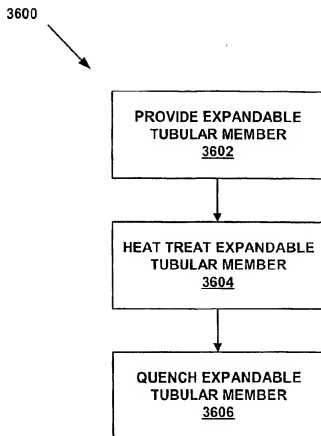 3600
PROVIDE EXPANDABLE
TUBULAR MEMBER
3602
HEAT TREAT EXPANDABLE
TUBULAR MEMBER
3604
QUENCH EXPANDABLE
TUBULAR MEMBER
3606